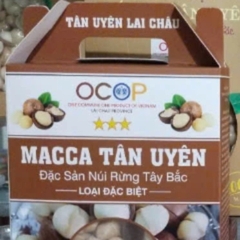 TÂN UYÊN LAI CHÂU
OCOP
MACCA TÂN UYÊN
Đặc Sản Núi Rừng Tây Bắc
LOẠI ĐẶC BIỆT